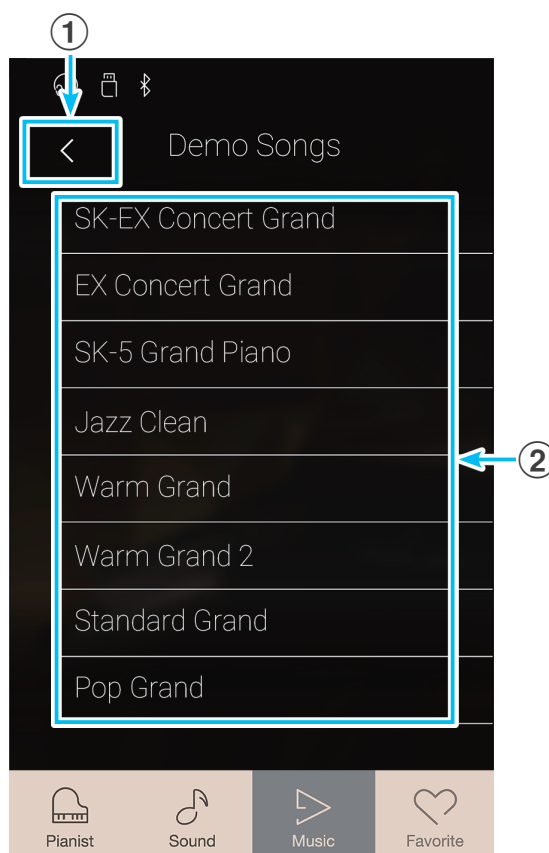 ①
Demo Songs
SK-EX Concert Grand
EX Concert Grand
SK-5 Grand Piano
Jazz Clean
②
Warm Grand
Warm Grand 2
Standard Grand
Pop Grand
Pianist Sound Music Favorite